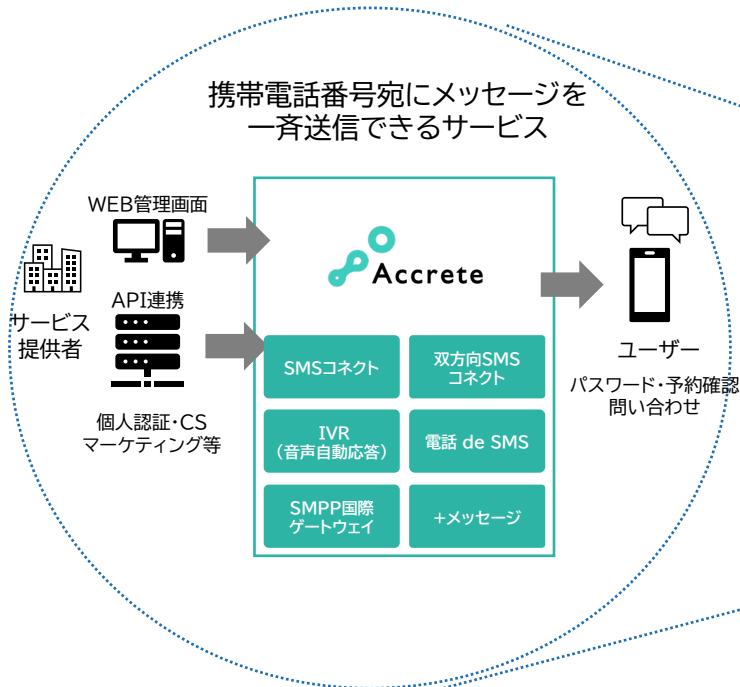 携帯電話番号宛にメッセージを
一斉送信できるサービス
WEB管理画面
API連携
サービス
提供者
個人認証・CS
マーケティング等
Accrete
SMSコネクト
双方向SMS
コネクト
IVR
(音声自動応答)
電話 de SMS
SMPP国際
ゲートウェイ
+メッセージ
ユーザー
パスワード・予約確認
問い合わせ